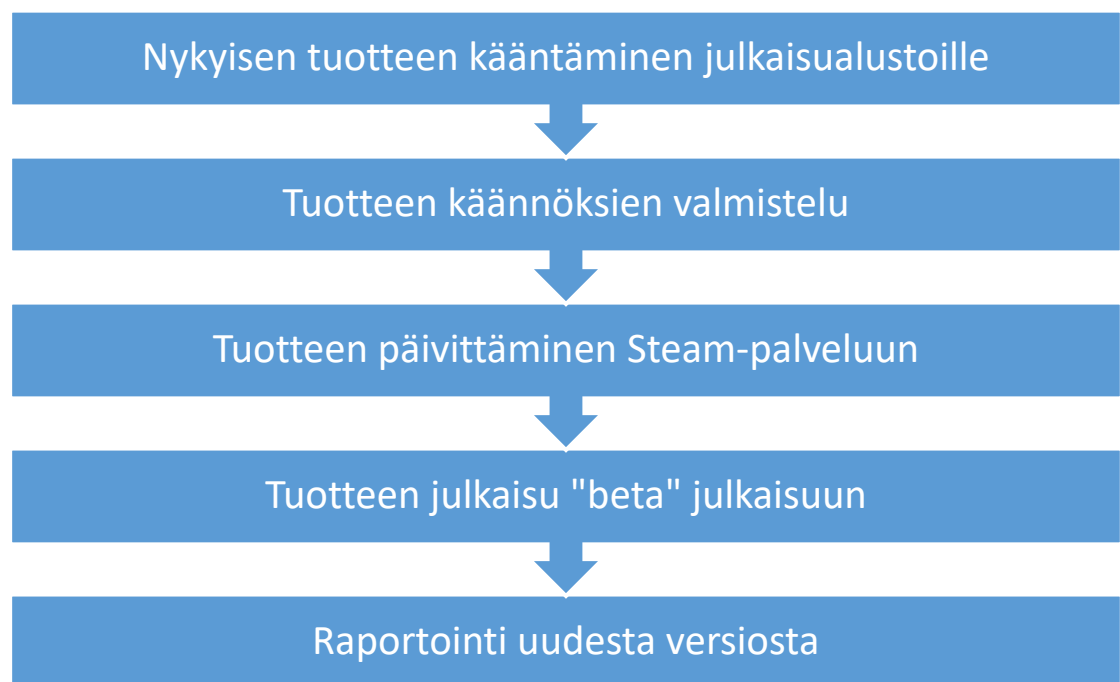 Nykyisen tuotteen kääntäminen julkaisualustoille
Tuotteen käännöksien valmistelu
Tuotteen päivittäminen Steam-palveluun
Tuotteen julkaisu "beta" julkaisuun
Raportointi uudesta versiosta